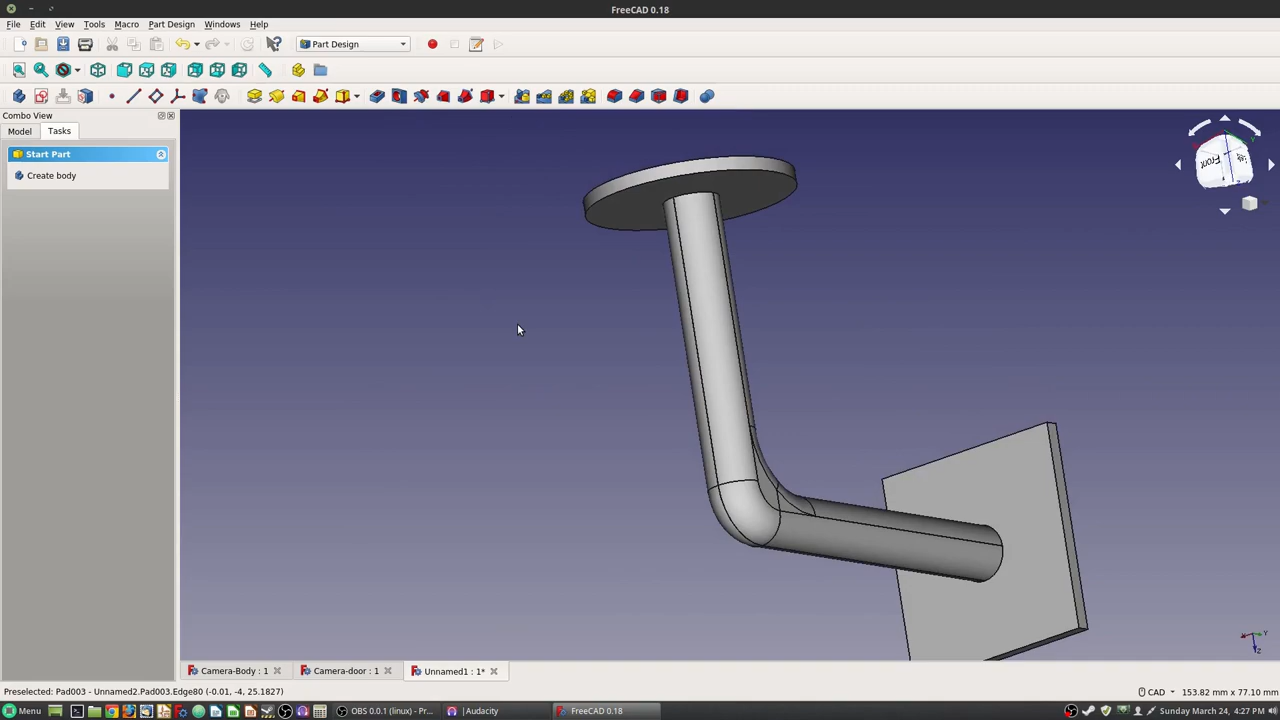 FreeCAD 0.18
File Edit View Tools Macro Part Design Windows Help
Part Design
Combo View
Model Tasks
Start Part
Create body
Front
Camera-Body : 1 Camera-door : 1 Unnamed1 : 1*
Preselected: Pad003 - Unnamed2.Pad003.Edge80 (-0.01, -4, 25.1827) CAD 153.82 mm x 77.10 mm
Menu OBS 0.0.1 (linux) - Pr... Audacity FreeCAD 0.18 Sunday March 24, 4:27 PM